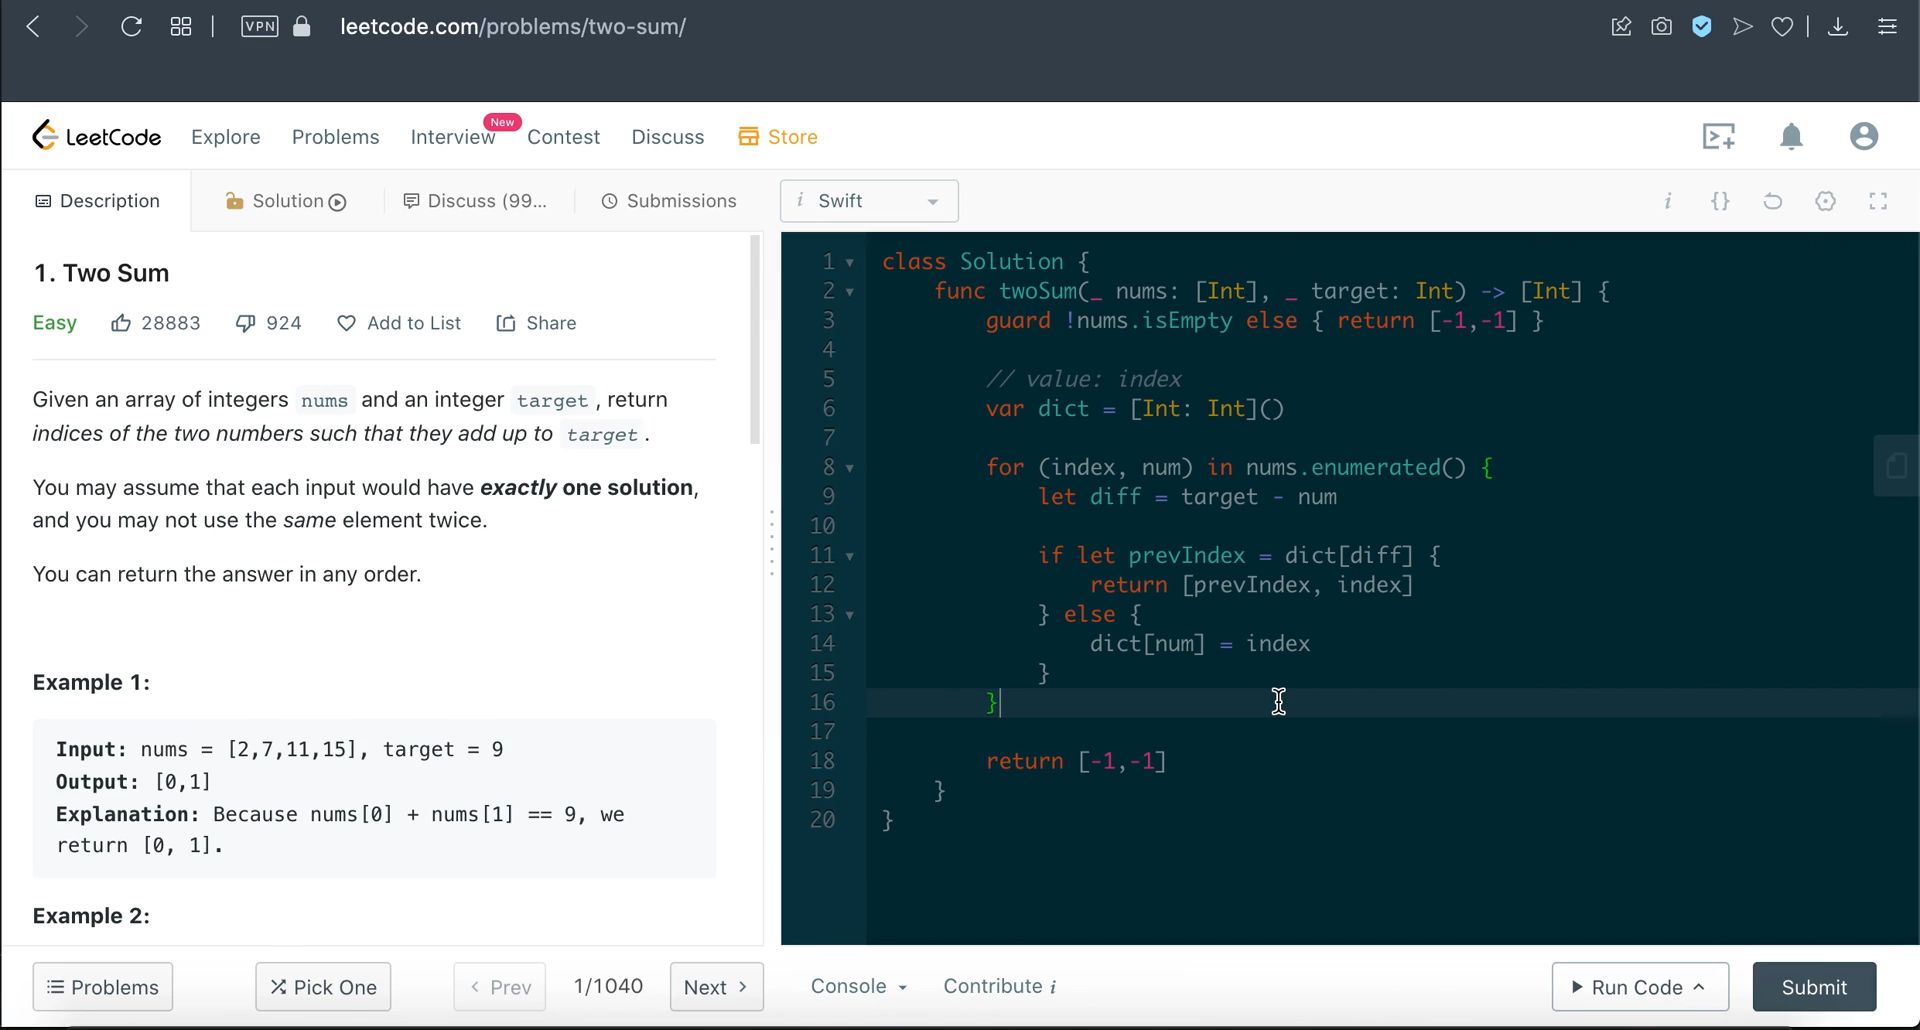 VPN leetcode.com/problems/two-sum/
LeetCode Explore Problems Interview New Contest Discuss Store
Description Solution Discuss (99... Submissions i Swift i {}
1. Two Sum
Easy 28883 924 Add to List Share
Given an array of integers nums and an integer target, return
indices of the two numbers such that they add up to target.
You may assume that each input would have exactly one solution,
and you may not use the same element twice.
You can return the answer in any order.
Example 1:
Input: nums = [2,7,11,15], target = 9
Output: [0,1]
Explanation: Because nums[0] + nums[1] == 9, we
return [0, 1].
Example 2:
1 class Solution {
2     func twoSum(_ nums: [Int], _ target: Int) -> [Int] {
3         guard !nums.isEmpty else { return [-1,-1] }
4
5         // value: index
6         var dict = [Int: Int]()
7
8         for (index, num) in nums.enumerated() {
9             let diff = target - num
10
11             if let prevIndex = dict[diff] {
12                 return [prevIndex, index]
13             } else {
14                 dict[num] = index
15             }
16         }
17
18         return [-1,-1]
19     }
20 }
Problems Pick One < Prev 1/1040 Next > Console Contribute i Run Code Submit